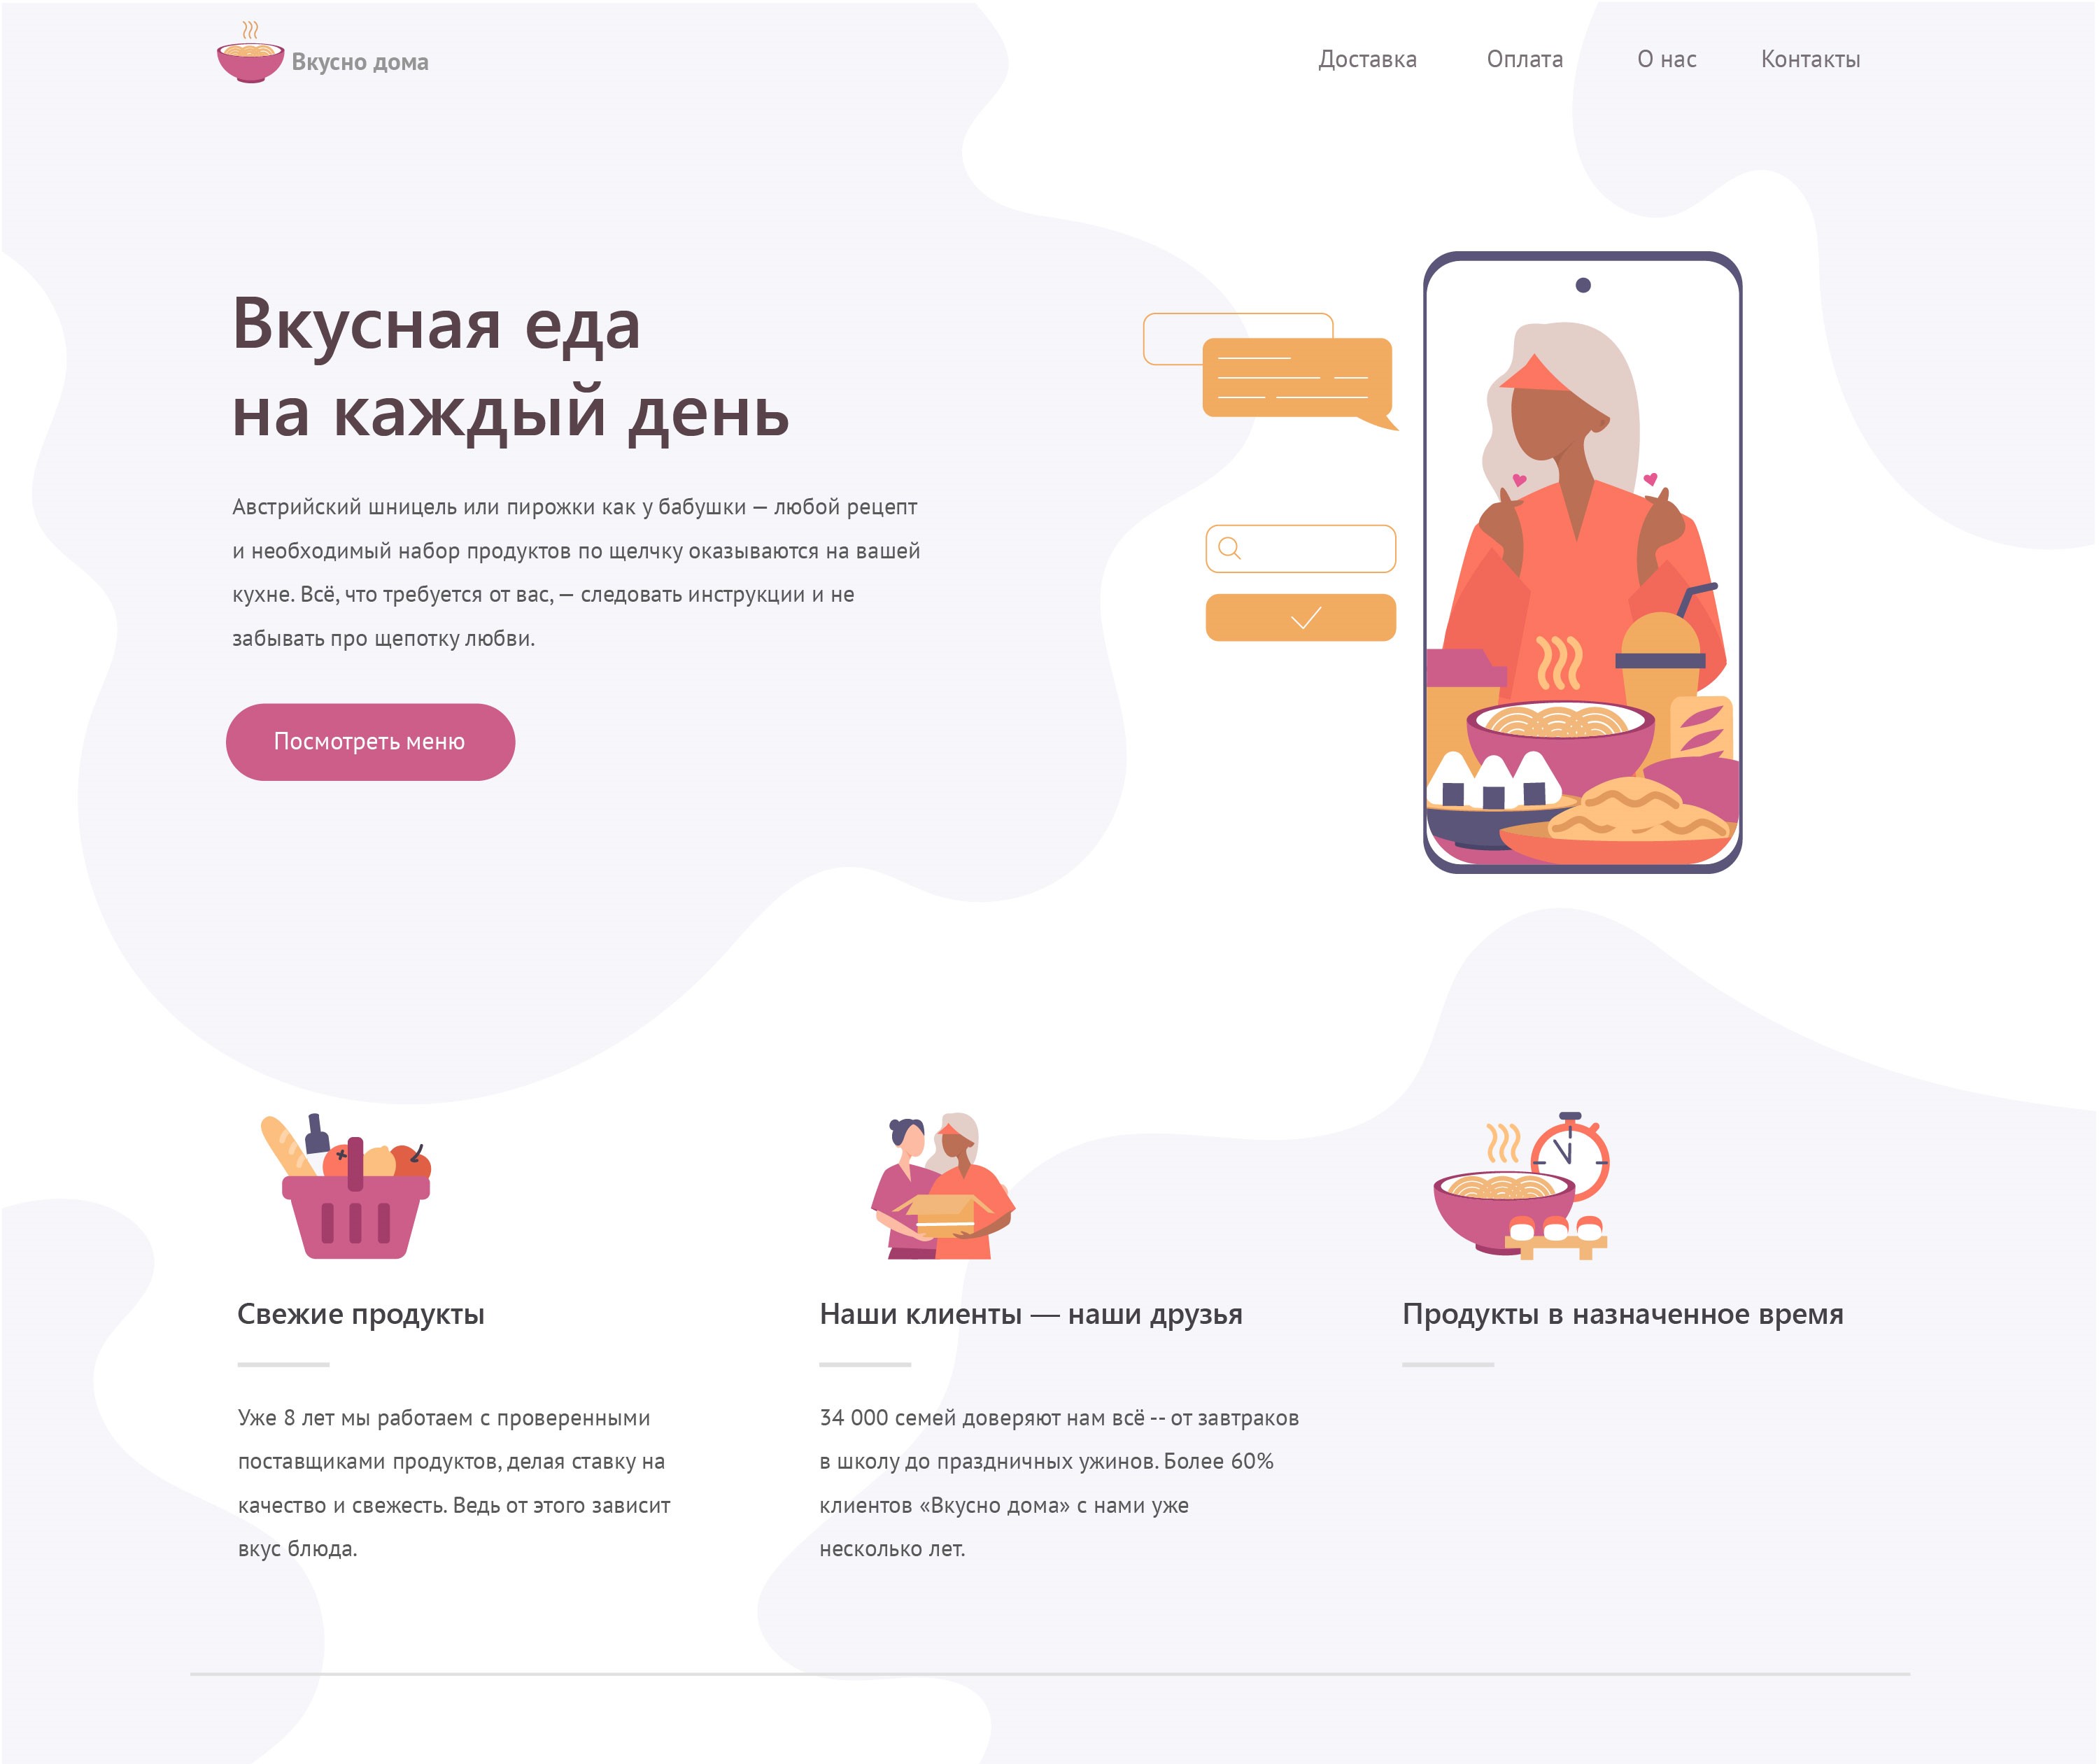 Вкусно дома
Доставка
Оплата
О нас
Контакты
Вкусная еда
на каждый день
Австрийский шницель или пирожки как у бабушки — любой рецепт
и необходимый набор продуктов по щелчку оказываются на вашей
кухне. Всё, что требуется от вас, — следовать инструкции и не
забывать про щепотку любви.
Посмотреть меню
Свежие продукты
Уже 8 лет мы работаем с проверенными
поставщиками продуктов, делая ставку на
качество и свежесть. Ведь от этого зависит
вкус блюда.
Наши клиенты — наши друзья
34 000 семей доверяют нам всё -- от завтраков
в школу до праздничных ужинов. Более 60%
клиентов «Вкусно дома» с нами уже
несколько лет.
Продукты в назначенное время